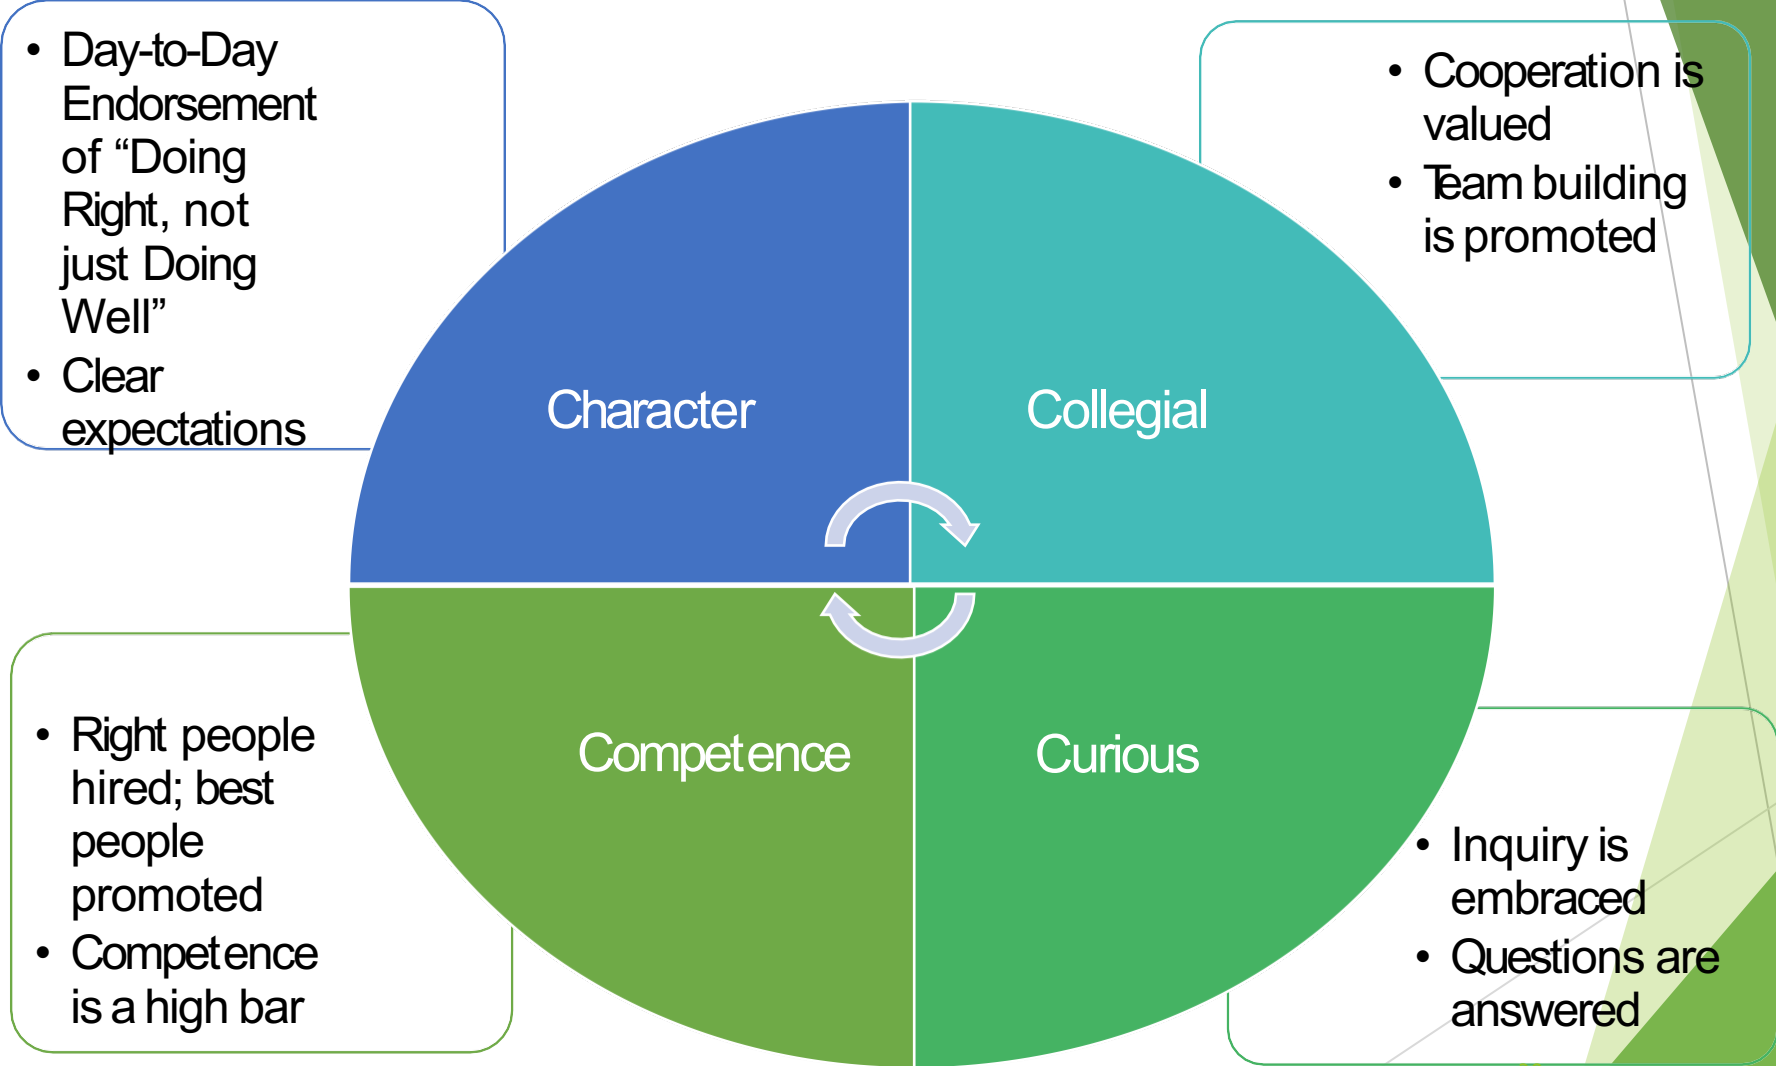 • Day-to-Day
Endorsement
of “Doing
Right, not
just Doing
Well”
• Clear
expectations
• Cooperation is
valued
• Team building
is promoted
Character
Collegial
Competence
Curious
• Right people
hired; best
people
promoted
• Competence
is a high bar
• Inquiry is
embraced
• Questions are
answered